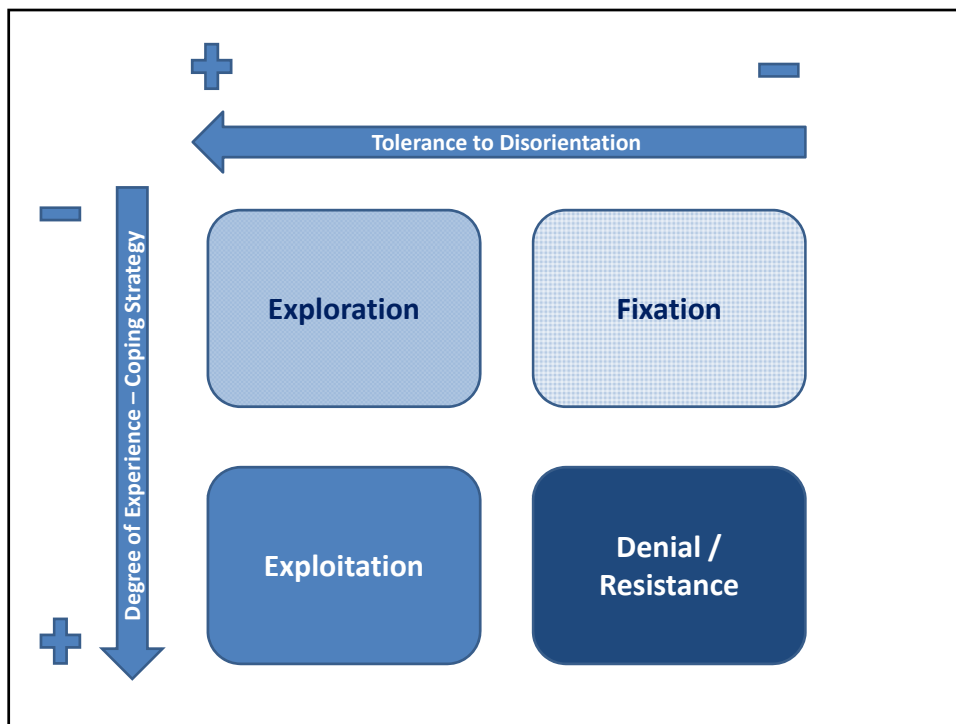 Tolerance to Disorientation
Degree of Experience – Coping Strategy
Exploration
Fixation
Exploitation
Denial /
Resistance